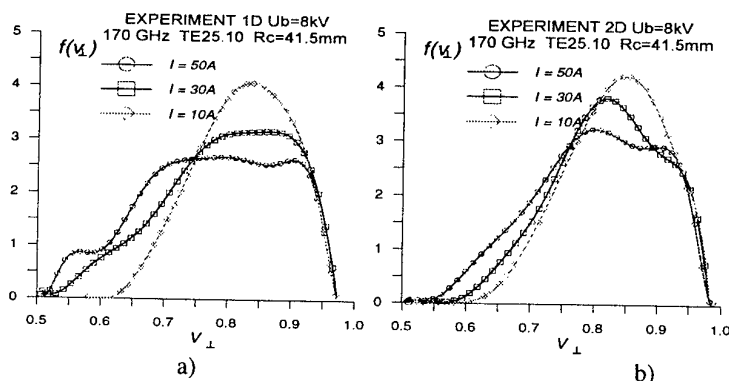 EXPERIMENT 1D Ub=8kV
170 GHz TE25.10 Rc=41.5mm
f(v⊥)
I = 50A
I = 30A
I = 10A
5
4
3
2
1
0
0.5 0.6 0.7 0.8 0.9 1.0
V⊥
a)
EXPERIMENT 2D Ub=8kV
170 GHz TE25.10 Rc=41.5mm
f(v⊥)
I = 50A
I = 30A
I = 10A
5
4
3
2
1
0
0.5 0.6 0.7 0.8 0.9 1.0
V⊥
b)